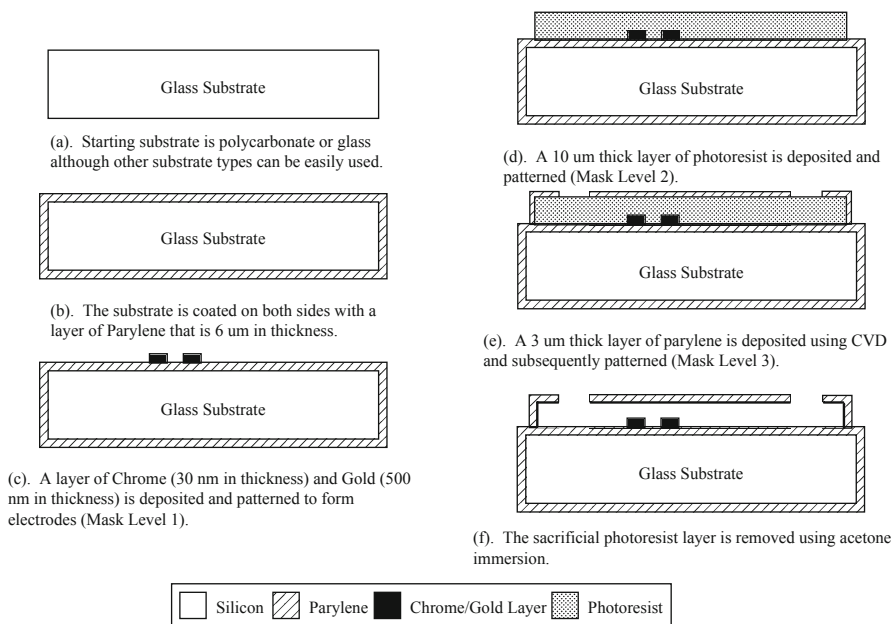 Glass Substrate
(a). Starting substrate is polycarbonate or glass
although other substrate types can be easily used.
Glass Substrate
(b). The substrate is coated on both sides with a
layer of Parylene that is 6 um in thickness.
Glass Substrate
(c). A layer of Chrome (30 nm in thickness) and Gold (500
nm in thickness) is deposited and patterned to form
electrodes (Mask Level 1).
Glass Substrate
(d). A 10 um thick layer of photoresist is deposited and
patterned (Mask Level 2).
Glass Substrate
(e). A 3 um thick layer of parylene is deposited using CVD
and subsequently patterned (Mask Level 3).
Glass Substrate
(f). The sacrificial photoresist layer is removed using acetone
immersion.
Silicon Parylene Chrome/Gold Layer Photoresist